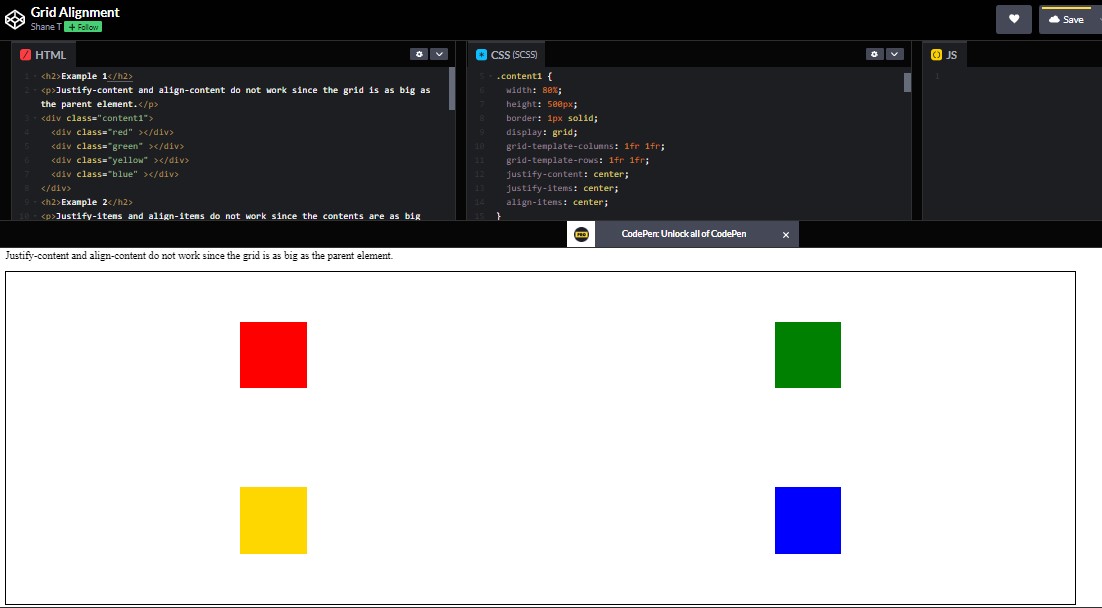 Grid Alignment
Shane T + Follow
Save
HTML
1 <h2>Example 1</h2>
2 <p>Justify-content and align-content do not work since the grid is as big as
the parent element.</p>
3 <div class="content1">
4 <div class="red" ></div>
5 <div class="green" ></div>
6 <div class="yellow" ></div>
7 <div class="blue" ></div>
8 </div>
9 <h2>Example 2</h2>
10 <p>Justify-items and align-items do not work since the contents are as big
CSS (SCSS)
5 .content1 {
6 width: 80%;
7 height: 500px;
8 border: 1px solid;
9 display: grid;
10 grid-template-columns: 1fr 1fr;
11 grid-template-rows: 1fr 1fr;
12 justify-content: center;
13 justify-items: center;
14 align-items: center;
15 }
JS
1
PRO
CodePen: Unlock all of CodePen ×
Justify-content and align-content do not work since the grid is as big as the parent element.